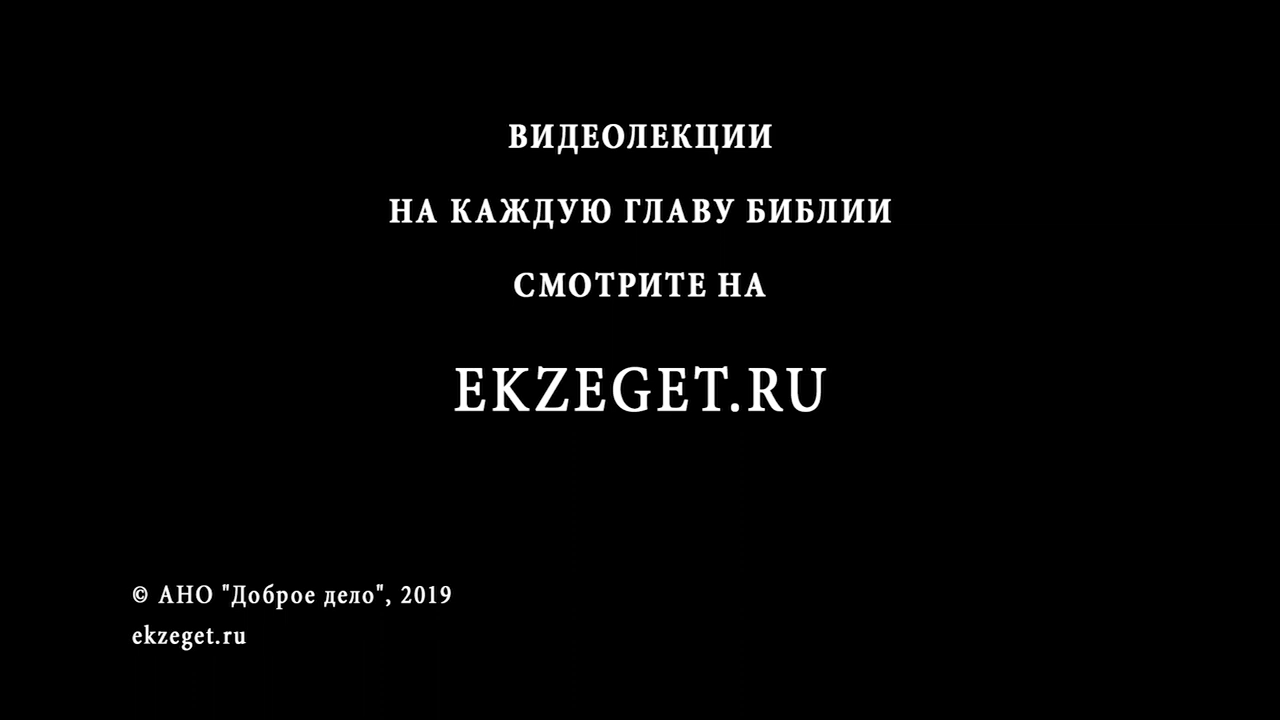 ВИДЕОЛЕКЦИИ
НА КАЖДУЮ ГЛАВУ БИБЛИИ
СМОТРИТЕ НА
EKZEGET.RU
© АНО "Доброе дело", 2019
ekzeget.ru